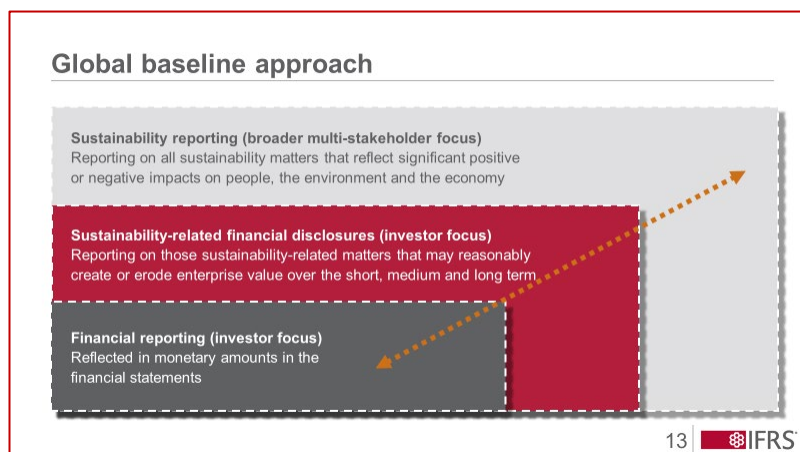 Global baseline approach
Sustainability reporting (broader multi-stakeholder focus)
Reporting on all sustainability matters that reflect significant positive
or negative impacts on people, the environment and the economy
Sustainability-related financial disclosures (investor focus)
Reporting on those sustainability-related matters that may reasonably
create or erode enterprise value over the short, medium and long term
Financial reporting (investor focus)
Reflected in monetary amounts in the
financial statements
13 IFRS